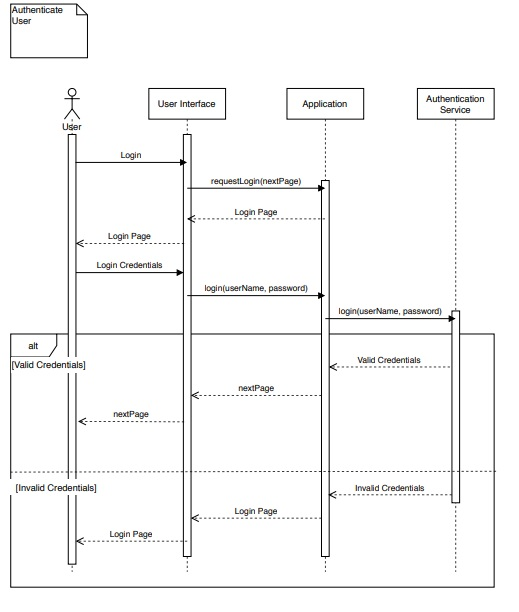 Authenticate
User
User
User Interface
Application
Authentication
Service
Login
requestLogin(nextPage)
Login Page
Login Page
Login Credentials
login(userName, password)
login(userName, password)
alt
[Valid Credentials]
Valid Credentials
nextPage
nextPage
[Invalid Credentials]
Invalid Credentials
Login Page
Login Page